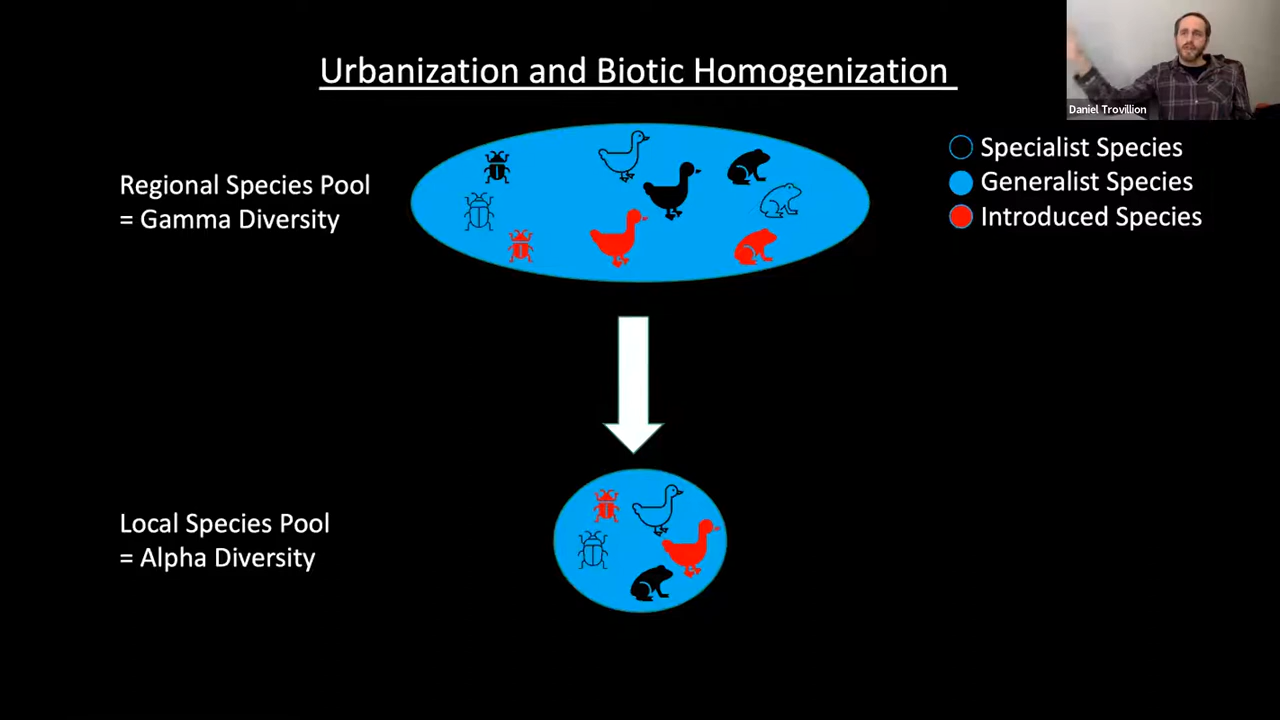 Urbanization and Biotic Homogenization
Daniel Trovillion
Specialist Species
Generalist Species
Introduced Species
Regional Species Pool
= Gamma Diversity
Local Species Pool
= Alpha Diversity